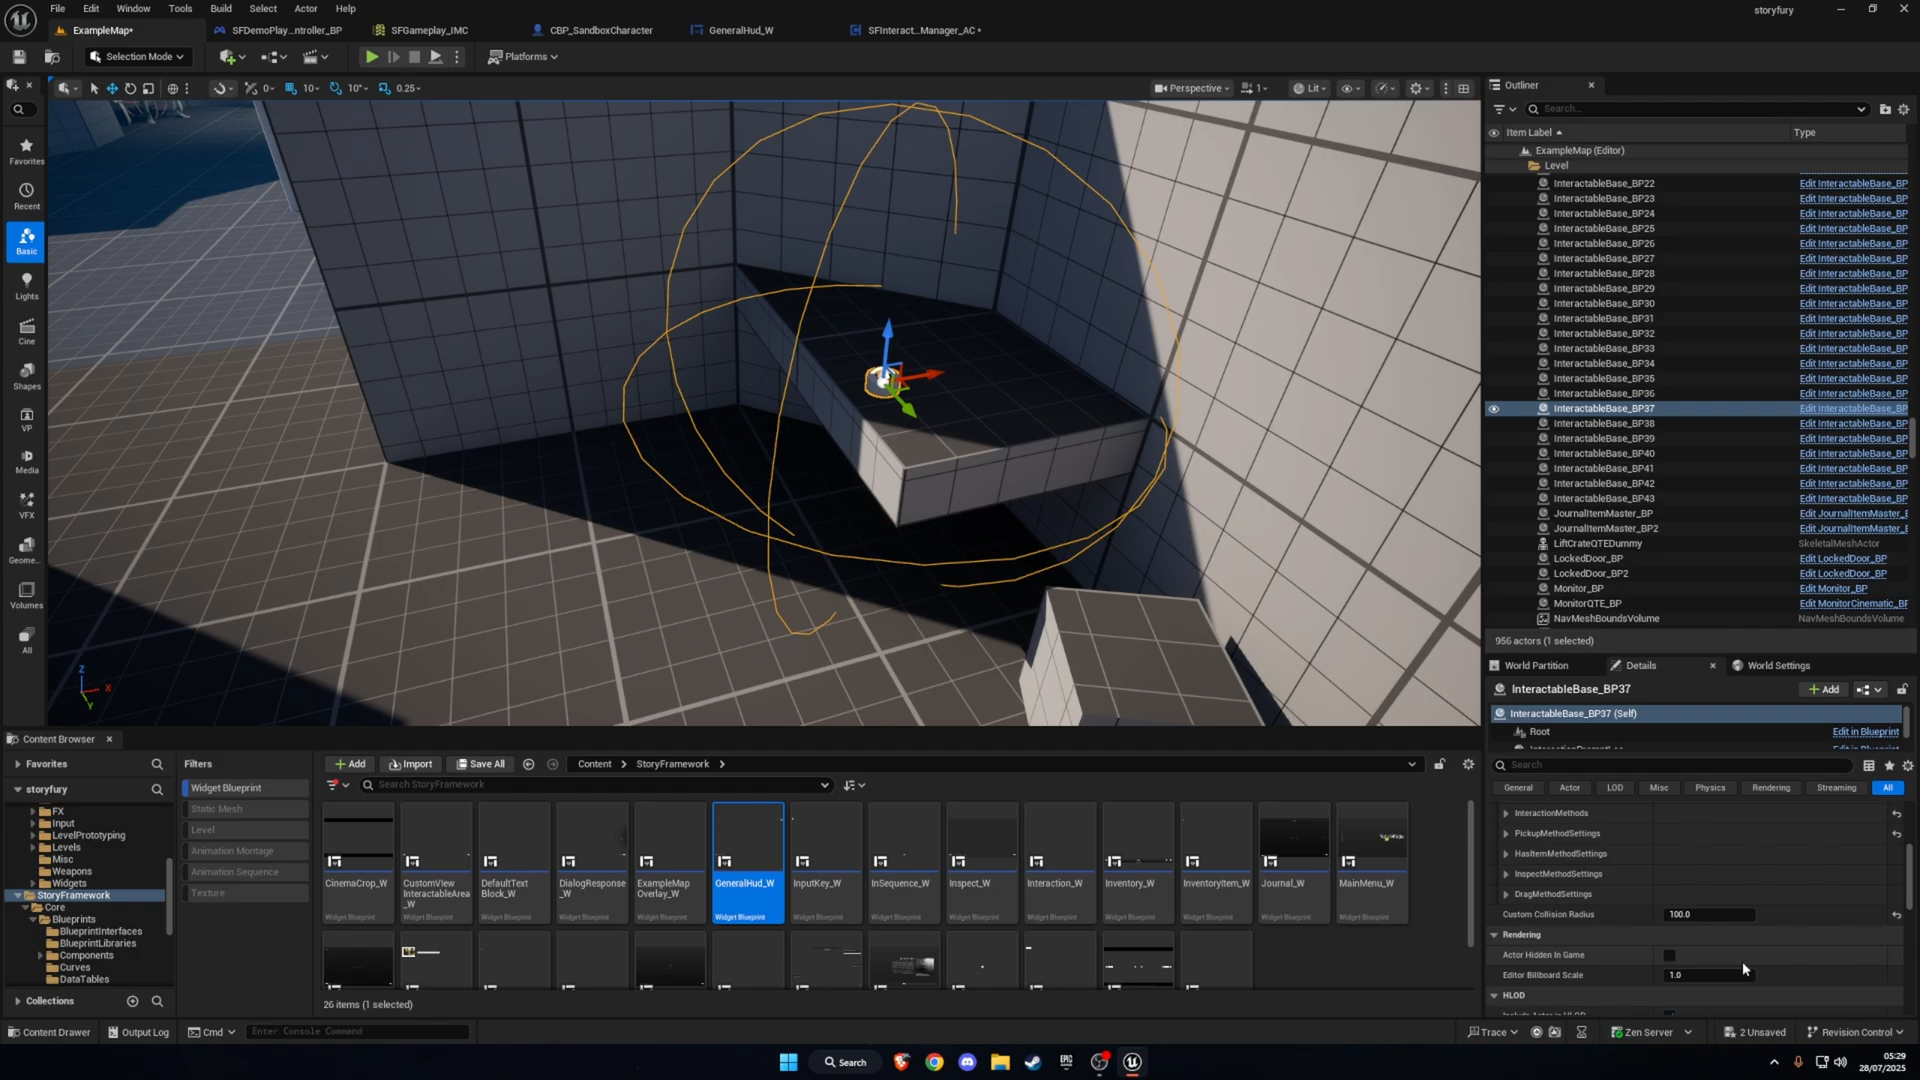 File Edit Window Tools Build Select Actor Help
storyfury
ExampleMap•
SFDemoPlay...ntroller_BP
SFGameplay_IMC
CBP_SandboxCharacter
GeneralHud_W
SFInteract...Manager_AC •
Selection Mode
Platforms
0° 10 10° 0.25
Perspective
1
Lit
Favorites
Recent
Basic
Lights
Cine
Shapes
VP
Media
VFX
Geome...
Volumes
All
Z
X
Y
Outliner
Search...
Item Label
Type
ExampleMap (Editor)
Level
InteractableBase_BP22 Edit InteractableBase_BP
InteractableBase_BP23 Edit InteractableBase_BP
InteractableBase_BP24 Edit InteractableBase_BP
InteractableBase_BP25 Edit InteractableBase_BP
InteractableBase_BP26 Edit InteractableBase_BP
InteractableBase_BP27 Edit InteractableBase_BP
InteractableBase_BP28 Edit InteractableBase_BP
InteractableBase_BP29 Edit InteractableBase_BP
InteractableBase_BP30 Edit InteractableBase_BP
InteractableBase_BP31 Edit InteractableBase_BP
InteractableBase_BP32 Edit InteractableBase_BP
InteractableBase_BP33 Edit InteractableBase_BP
InteractableBase_BP34 Edit InteractableBase_BP
InteractableBase_BP35 Edit InteractableBase_BP
InteractableBase_BP36 Edit InteractableBase_BP
InteractableBase_BP37 Edit InteractableBase_BP
InteractableBase_BP38 Edit InteractableBase_BP
InteractableBase_BP39 Edit InteractableBase_BP
InteractableBase_BP40 Edit InteractableBase_BP
InteractableBase_BP41 Edit InteractableBase_BP
InteractableBase_BP42 Edit InteractableBase_BP
InteractableBase_BP43 Edit InteractableBase_BP
JournalItemMaster_BP Edit JournalItemMaster_
JournalItemMaster_BP2 Edit JournalItemMaster_
LiftCrateQTEDummy SkeletalMeshActor
LockedDoor_BP Edit LockedDoor_BP
LockedDoor_BP2 Edit LockedDoor_BP
Monitor_BP Edit Monitor_BP
MonitorQTE_BP Edit MonitorCinematic_BP
NavMeshBoundsVolume NavMeshBoundsVolume
956 actors (1 selected)
World Partition
Details
World Settings
InteractableBase_BP37
Add
InteractableBase_BP37 (Self)
Root Edit in Blueprint
Search
General Actor LOD Misc Physics Rendering Streaming All
InteractionMethods
PickupMethodSettings
HasItemMethodSettings
InspectMethodSettings
DragMethodSettings
Custom Collision Radius 100.0
Rendering
Actor Hidden In Game
Editor Billboard Scale 1.0
HLOD
Content Browser
Favorites
storyfury
FX
Input
LevelPrototyping
Levels
Misc
Weapons
Widgets
StoryFramework
Core
Blueprints
BlueprintInterfaces
BlueprintLibraries
Components
Curves
DataTables
Collections
Filters
Widget Blueprint
Static Mesh
Level
Animation Montage
Animation Sequence
Texture
Add Import Save All Content StoryFramework
Search StoryFramework
CinemaCrop_W
Widget Blueprint
CustomView
InteractableArea
_W
Widget Blueprint
DefaultText
Block_W
Widget Blueprint
DialogResponse
_W
Widget Blueprint
ExampleMap
Overlay_W
Widget Blueprint
GeneralHud_W
Widget Blueprint
InputKey_W
Widget Blueprint
InSequence_W
Widget Blueprint
Inspect_W
Widget Blueprint
Interaction_W
Widget Blueprint
Inventory_W
Widget Blueprint
InventoryItem_W
Widget Blueprint
Journal_W
Widget Blueprint
MainMenu_W
Widget Blueprint
26 items (1 selected)
Content Drawer Output Log Cmd Enter Console Command
Trace
Zen Server
2 Unsaved
Revision Control
Search
EPIC
05:29
28/07/2025